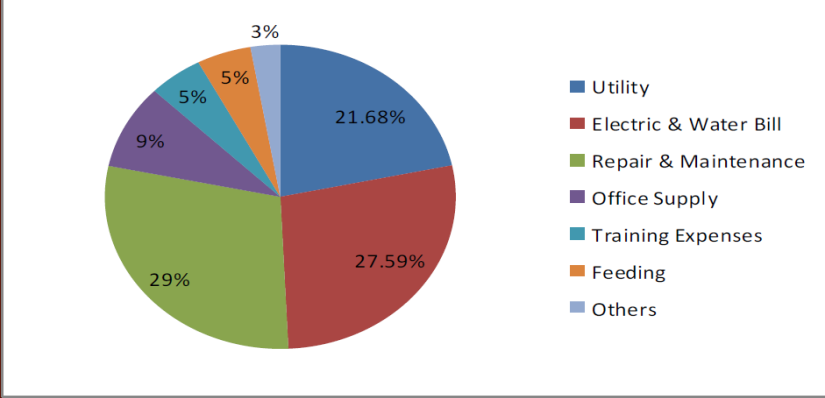 3%
5%
5%
21.68%
9%
27.59%
29%
Utility
Electric & Water Bill
Repair & Maintenance
Office Supply
Training Expenses
Feeding
Others